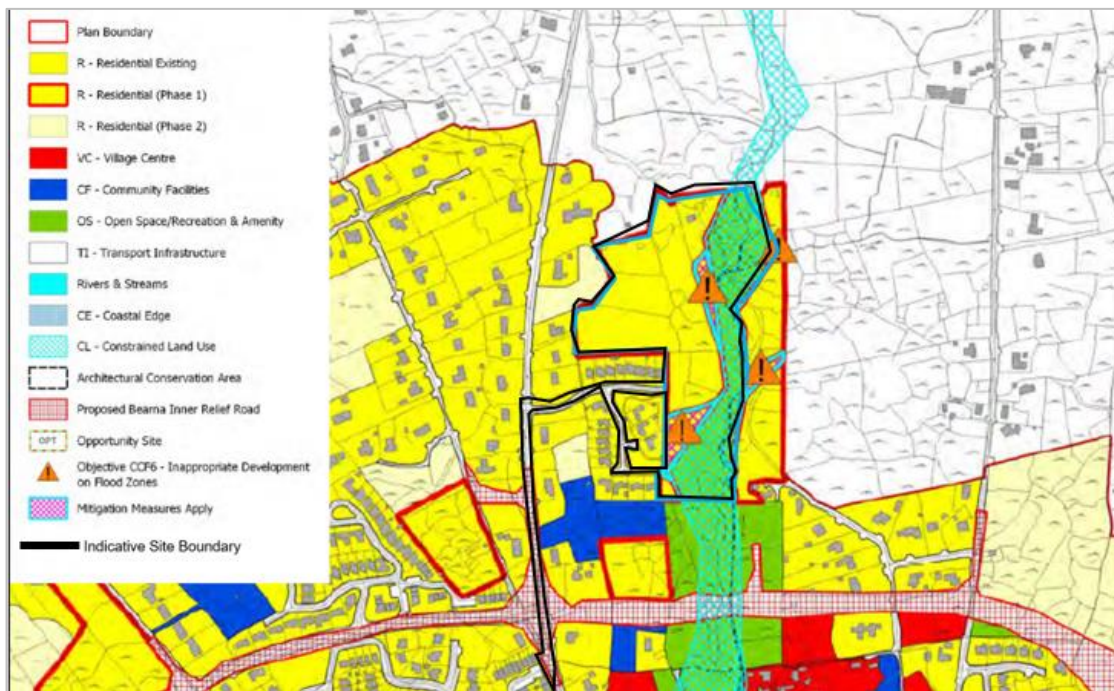 Plan Boundary
R - Residential Existing
R - Residential (Phase 1)
R - Residential (Phase 2)
VC - Village Centre
CF - Community Facilities
OS - Open Space/Recreation & Amenity
TI - Transport Infrastructure
Rivers & Streams
CE - Coastal Edge
CL - Constrained Land Use
Architectural Conservation Area
Proposed Bearna Inner Relief Road
OPT Opportunity Site
Objective CCF6 - Inappropriate Development
on Flood Zones
Mitigation Measures Apply
Indicative Site Boundary